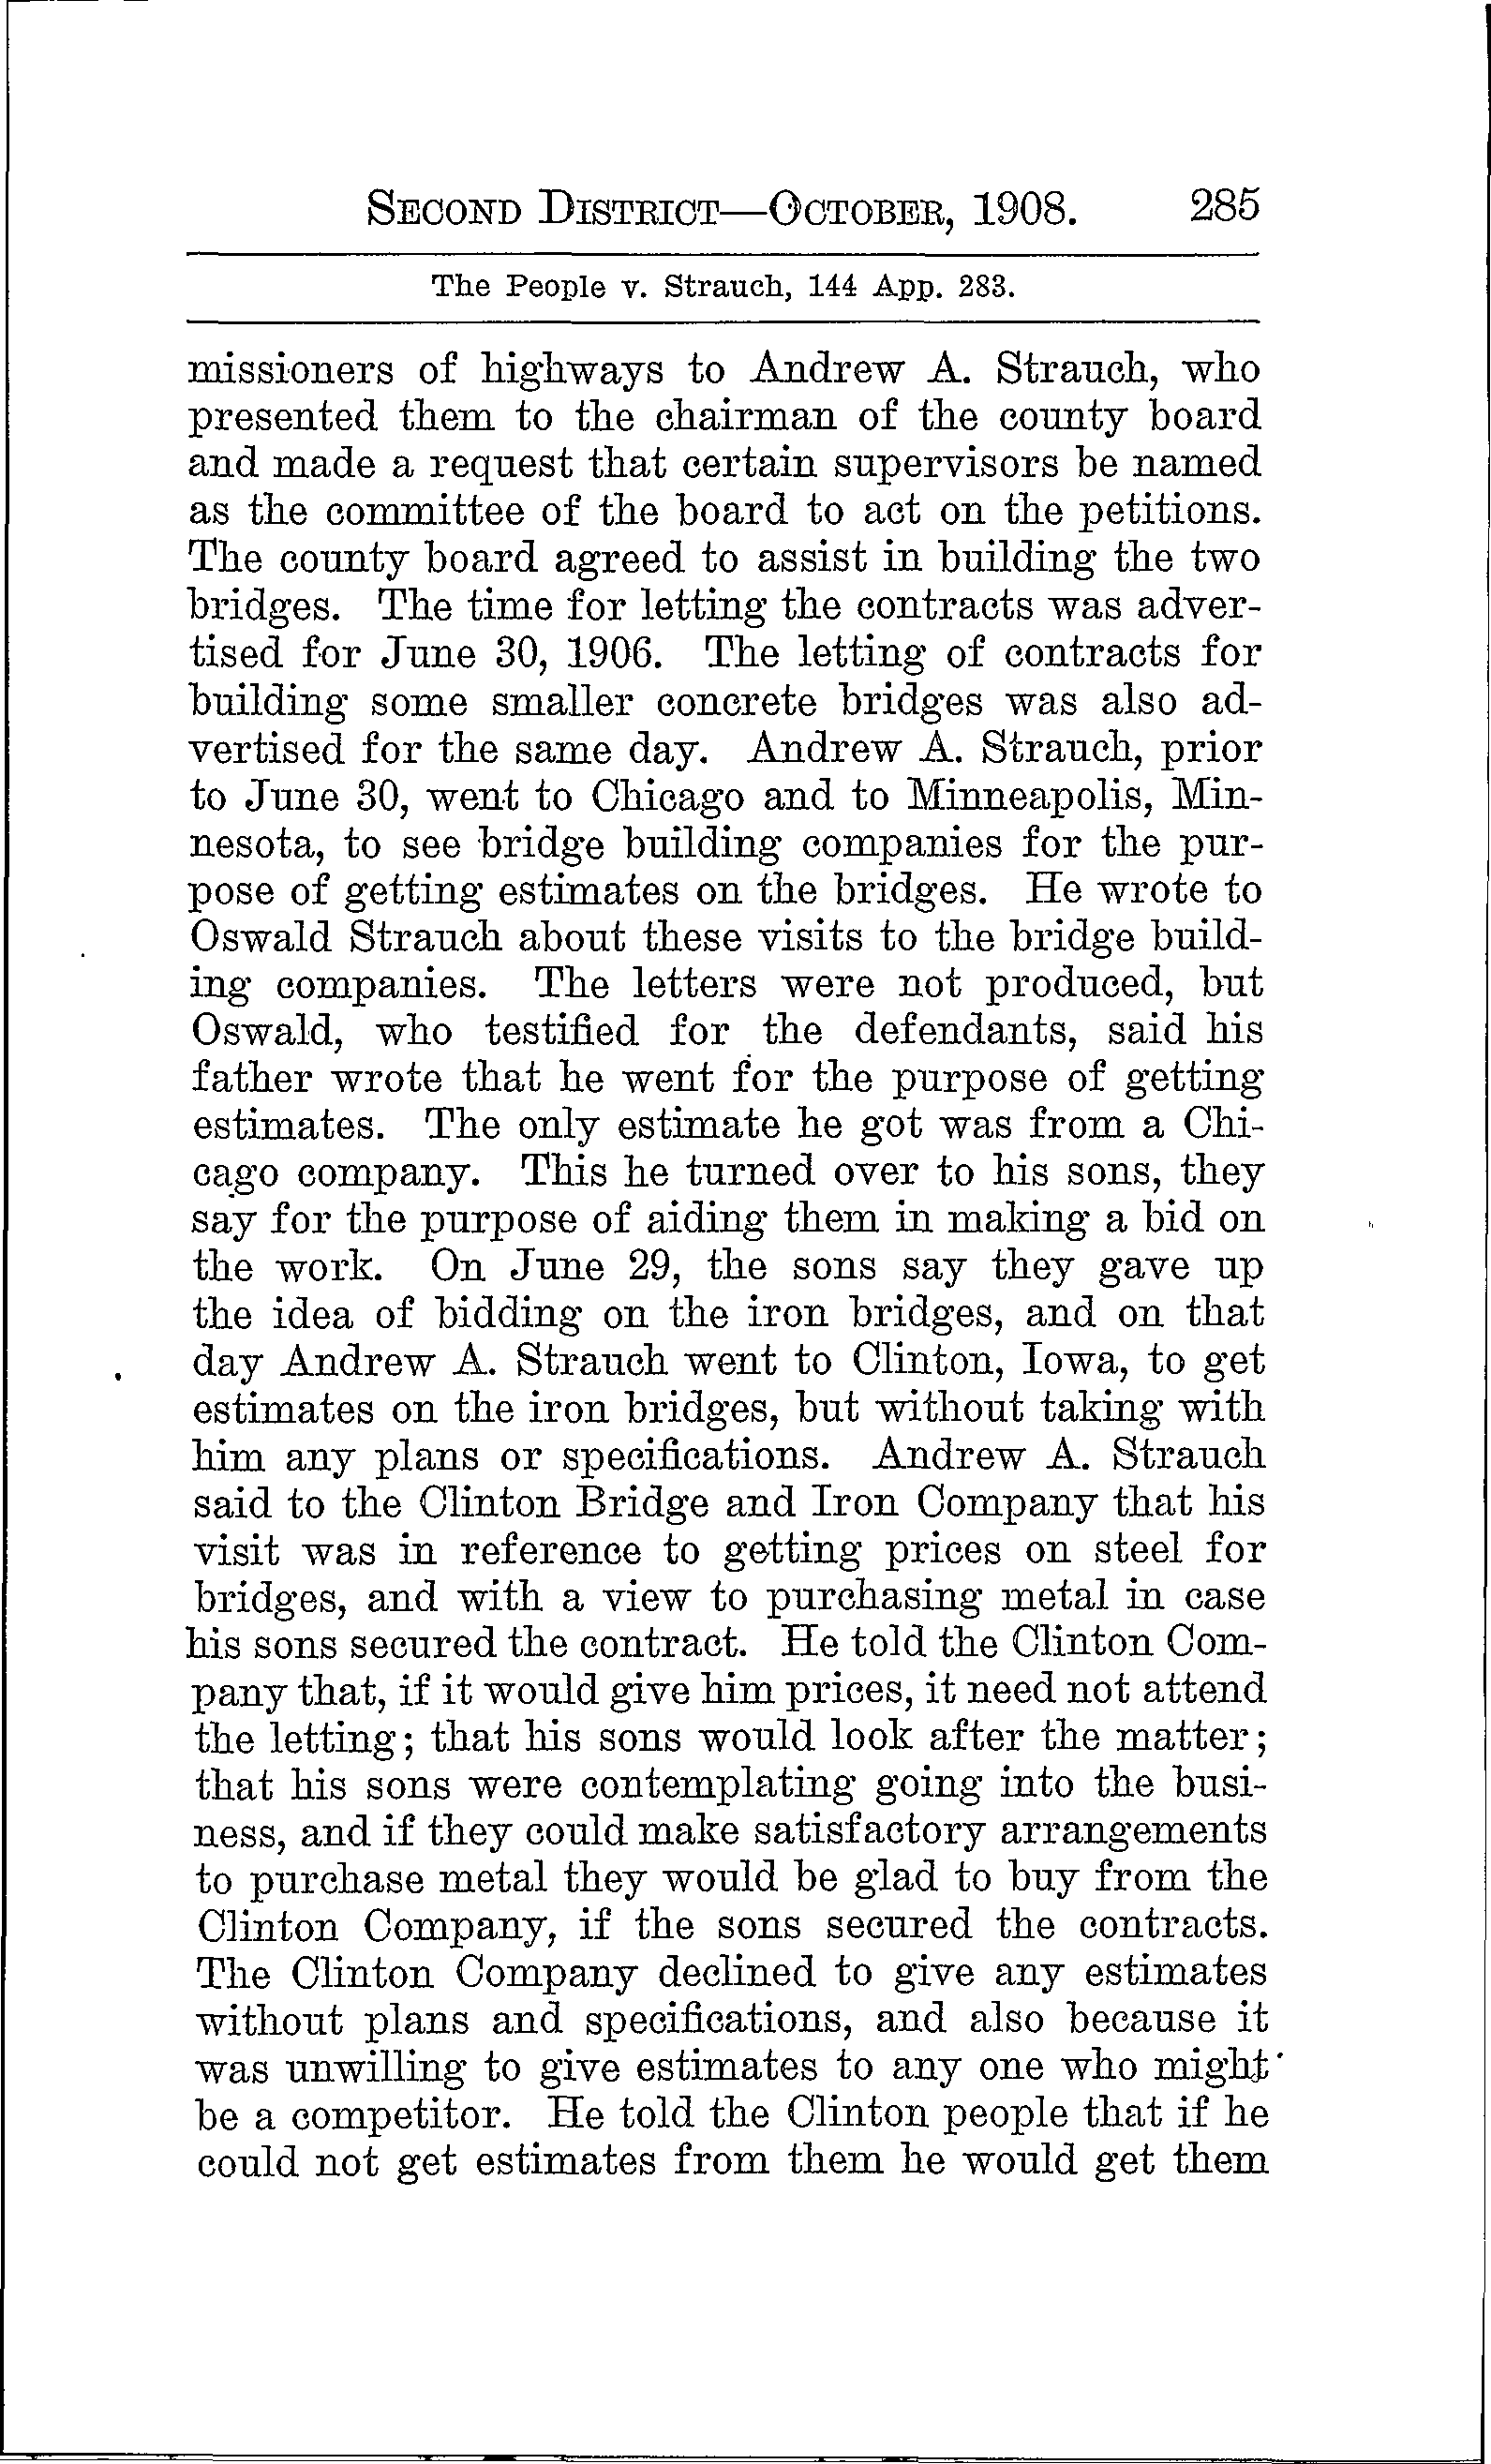 SECOND DISTRICT—OCTOBER, 1908. 285
The People v. Strauch, 144 App. 283.
missioners of highways to Andrew A. Strauch, who
presented them to the chairman of the county board
and made a request that certain supervisors be named
as the committee of the board to act on the petitions.
The county board agreed to assist in building the two
bridges. The time for letting the contracts was adver-
tised for June 30, 1906. The letting of contracts for
building some smaller concrete bridges was also ad-
vertised for the same day. Andrew A. Strauch, prior
to June 30, went to Chicago and to Minneapolis, Min-
nesota, to see bridge building companies for the pur-
pose of getting estimates on the bridges. He wrote to
Oswald Strauch about these visits to the bridge build-
ing companies. The letters were not produced, but
Oswald, who testified for the defendants, said his
father wrote that he went for the purpose of getting
estimates. The only estimate he got was from a Chi-
cago company. This he turned over to his sons, they
say for the purpose of aiding them in making a bid on
the work. On June 29, the sons say they gave up
the idea of bidding on the iron bridges, and on that
day Andrew A. Strauch went to Clinton, Iowa, to get
estimates on the iron bridges, but without taking with
him any plans or specifications. Andrew A. Strauch
said to the Clinton Bridge and Iron Company that his
visit was in reference to getting prices on steel for
bridges, and with a view to purchasing metal in case
his sons secured the contract. He told the Clinton Com-
pany that, if it would give him prices, it need not attend
the letting; that his sons would look after the matter;
that his sons were contemplating going into the busi-
ness, and if they could make satisfactory arrangements
to purchase metal they would be glad to buy from the
Clinton Company, if the sons secured the contracts.
The Clinton Company declined to give any estimates
without plans and specifications, and also because it
was unwilling to give estimates to any one who might
be a competitor. He told the Clinton people that if he
could not get estimates from them he would get them